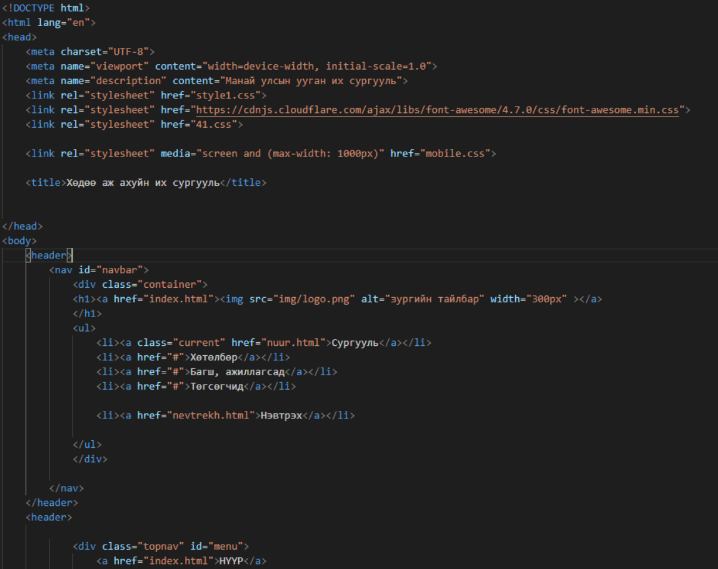 <!DOCTYPE html>
<html lang="en">
<head>
<meta charset="UTF-8">
<meta name="viewport" content="width=device-width, initial-scale=1.0">
<meta name="description" content="Манай улсын ууган их сургууль">
<link rel="stylesheet" href="style1.css">
<link rel="stylesheet" href="https://cdnjs.cloudflare.com/ajax/libs/font-awesome/4.7.0/css/font-awesome.min.css">
<link rel="stylesheet" href="41.css">
<link rel="stylesheet" media="screen and (max-width: 1000px)" href="mobile.css">
<title>Хөдөө аж ахуйн их сургууль</title>
</head>
<body>
<header>
<nav id="navbar">
<div class="container">
<h1><a href="index.html"><img src="img/logo.png" alt="зургийн тайлбар" width="300px" ></a>
</h1>
<ul>
<li><a class="current" href="nuur.html">Сургууль</a></li>
<li><a href="#">Хөтөлбөр</a></li>
<li><a href="#">Багш, ажиллагсад</a></li>
<li><a href="#">Төгсөгчид</a></li>
<li><a href="nevtrekh.html">Нэвтрэх</a></li>
</ul>
</div>
</nav>
</header>
<header>
<div class="topnav" id="menu">
<a href="index.html">НҮҮР</a>